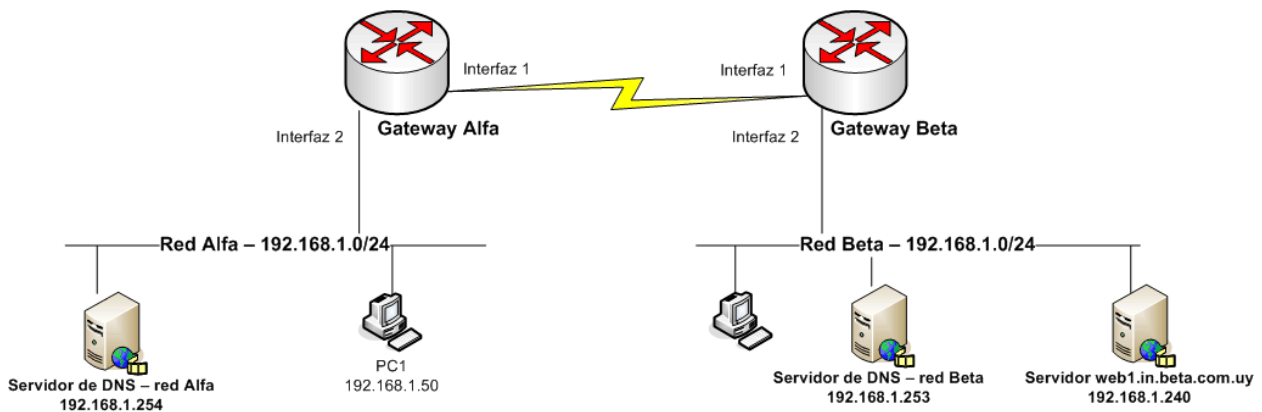 Interfaz 1
Interfaz 1
Gateway Alfa
Gateway Beta
Interfaz 2
Interfaz 2
Red Alfa – 192.168.1.0/24
Red Beta – 192.168.1.0/24
PC1
192.168.1.50
Servidor de DNS – red Alfa
192.168.1.254
Servidor de DNS – red Beta
192.168.1.253
Servidor web1.in.beta.com.uy
192.168.1.240